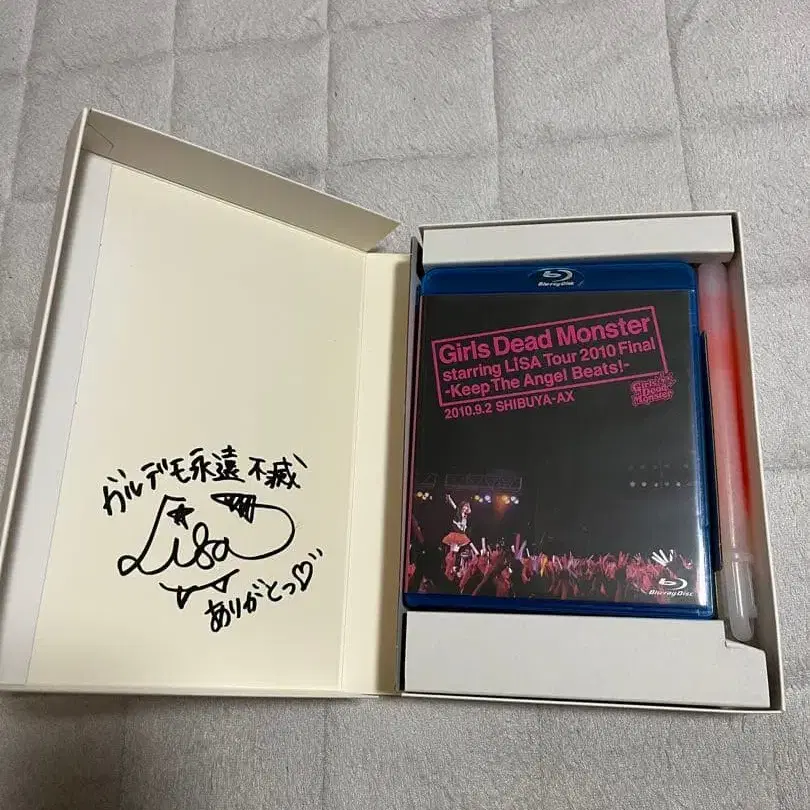 ガルデモ永遠不滅
LiSA
ありがとっ♡
Blu-ray Disc
Girls Dead Monster
starring LiSA Tour 2010 Final
-Keep The Angel Beats!-
2010.9.2 SHIBUYA-AX
Girls
Dead
Monster
Blu-ray Disc